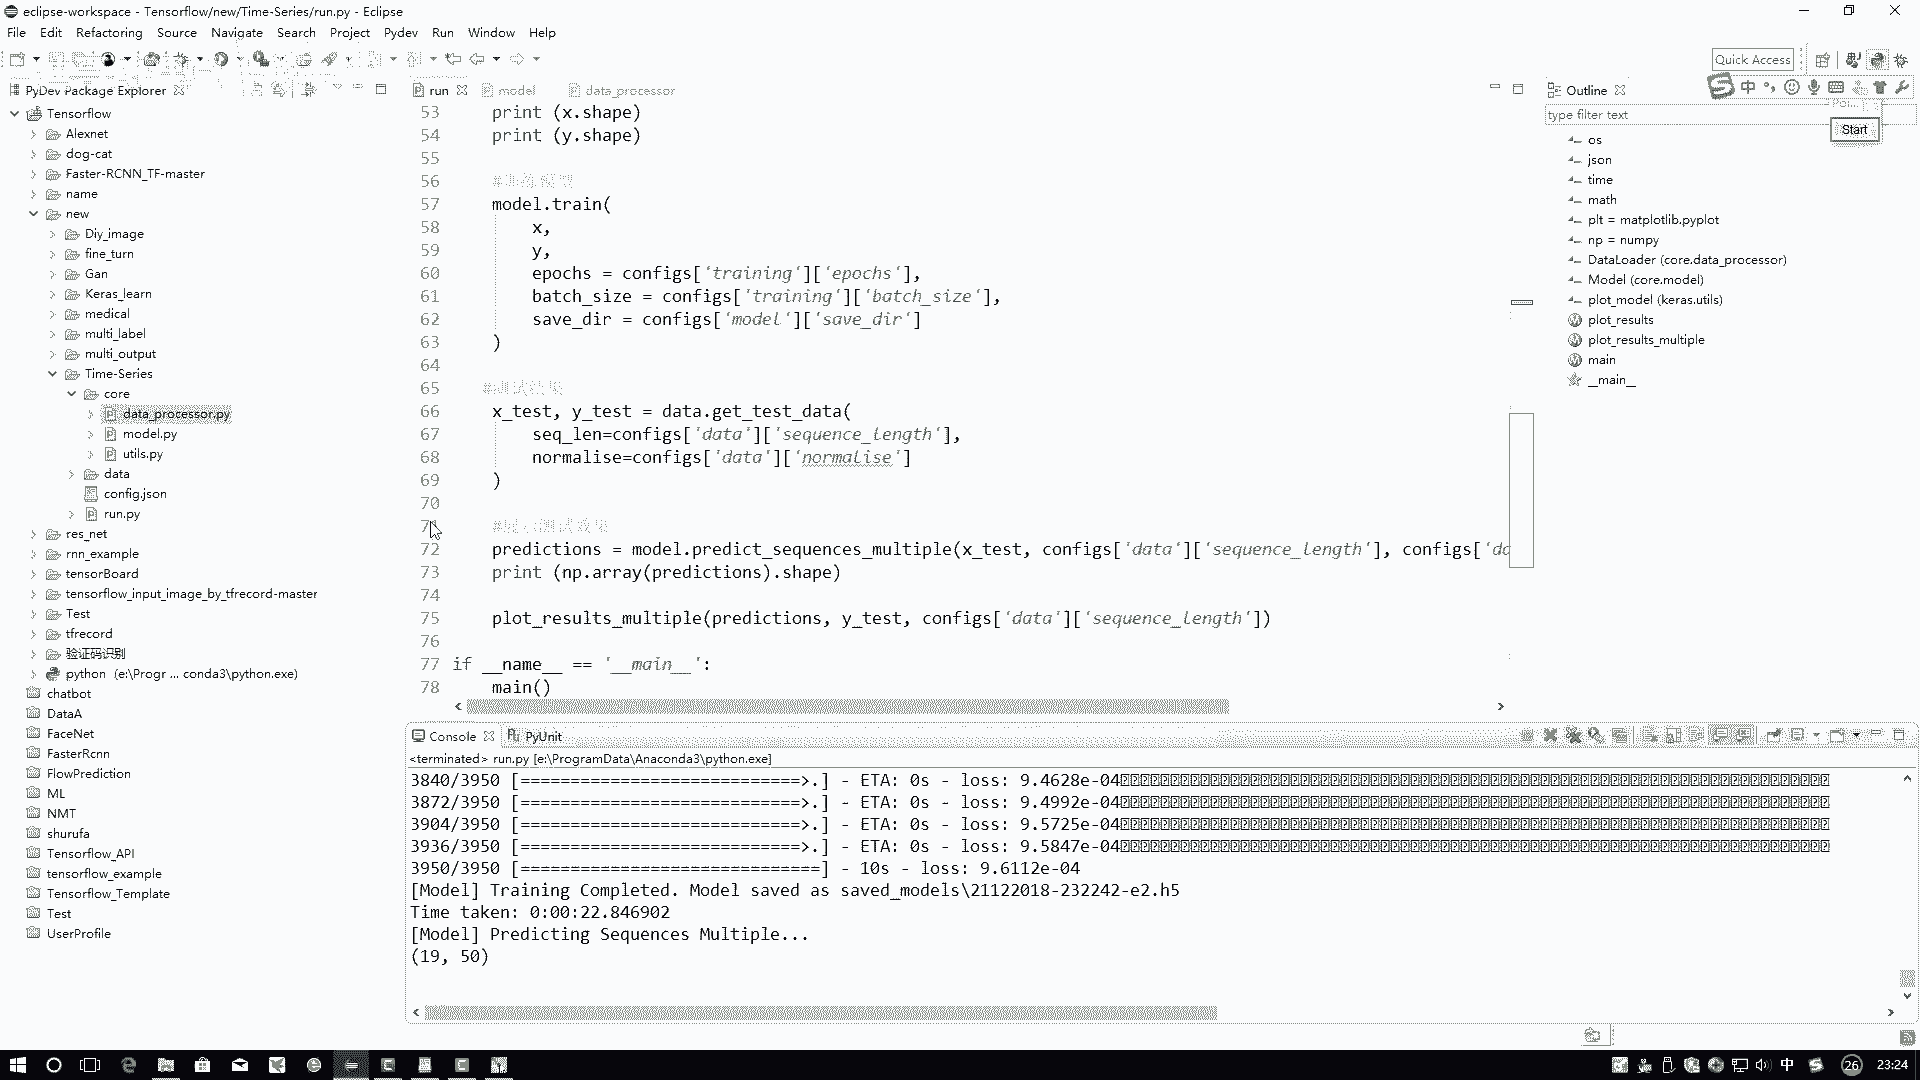 eclipse-workspace - Tensorflow/new/Time-Series/run.py - Eclipse
File Edit Refactoring Source Navigate Search Project Pydev Run Window Help
Quick Access
PyDev Package Explorer
Tensorflow
Alexnet
dog-cat
Faster-RCNN_TF-master
name
new
Diy_image
fine_turn
Gan
Keras_learn
medical
multi_label
multi_output
Time-Series
core
data_processor.py
model.py
utils.py
data
config.json
run.py
res_net
rnn_example
tensorBoard
tensorflow_input_image_by_tfrecord-master
Test
tfrecord
验证码识别
python (e:\Progr ... conda3\python.exe)
chatbot
DataA
FaceNet
FasterRcnn
FlowPrediction
ML
NMT
shurufa
Tensorflow_API
tensorflow_example
Tensorflow_Template
Test
UserProfile
run model data_processor
53 print (x.shape)
54 print (y.shape)
55
56 #
57 model.train(
58 x,
59 y,
60 epochs = configs['training']['epochs'],
61 batch_size = configs['training']['batch_size'],
62 save_dir = configs['model']['save_dir']
63 )
64
65 #
66 x_test, y_test = data.get_test_data(
67 seq_len=configs['data']['sequence_length'],
68 normalise=configs['data']['normalise']
69 )
70
71 #
72 predictions = model.predict_sequences_multiple(x_test, configs['data']['sequence_length'], configs['da
73 print (np.array(predictions).shape)
74
75 plot_results_multiple(predictions, y_test, configs['data']['sequence_length'])
76
77 if __name__ == '__main__':
78 main()
Outline
中
type filter text
Start
os
json
time
math
plt = matplotlib.pyplot
np = numpy
DataLoader (core.data_processor)
Model (core.model)
plot_model (keras.utils)
plot_results
plot_results_multiple
main
__main__
Console PyUnit
<terminated> run.py [e:\ProgramData\Anaconda3\python.exe]
3840/3950 [============================>.] - ETA: 0s - loss: 9.4628e-04
3872/3950 [============================>.] - ETA: 0s - loss: 9.4992e-04
3904/3950 [============================>.] - ETA: 0s - loss: 9.5725e-04
3936/3950 [============================>.] - ETA: 0s - loss: 9.5847e-04
3950/3950 [==============================] - 10s - loss: 9.6112e-04
[Model] Training Completed. Model saved as saved_models\21122018-232242-e2.h5
Time taken: 0:00:22.846902
[Model] Predicting Sequences Multiple...
(19, 50)
中 26 23:24